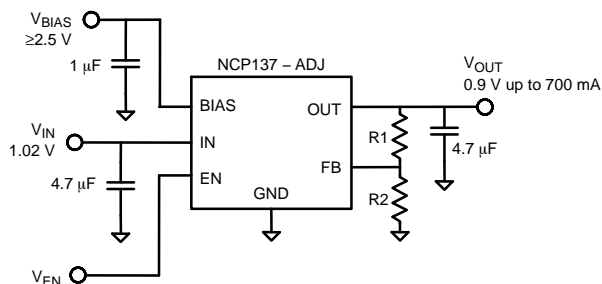 VBIAS
≥2.5 V
1 µF
NCP137 – ADJ
VOUT
0.9 V up to 700 mA
BIAS
OUT
VIN
1.02 V
IN
R1
4.7 µF
4.7 µF
EN
FB
GND
R2
VEN